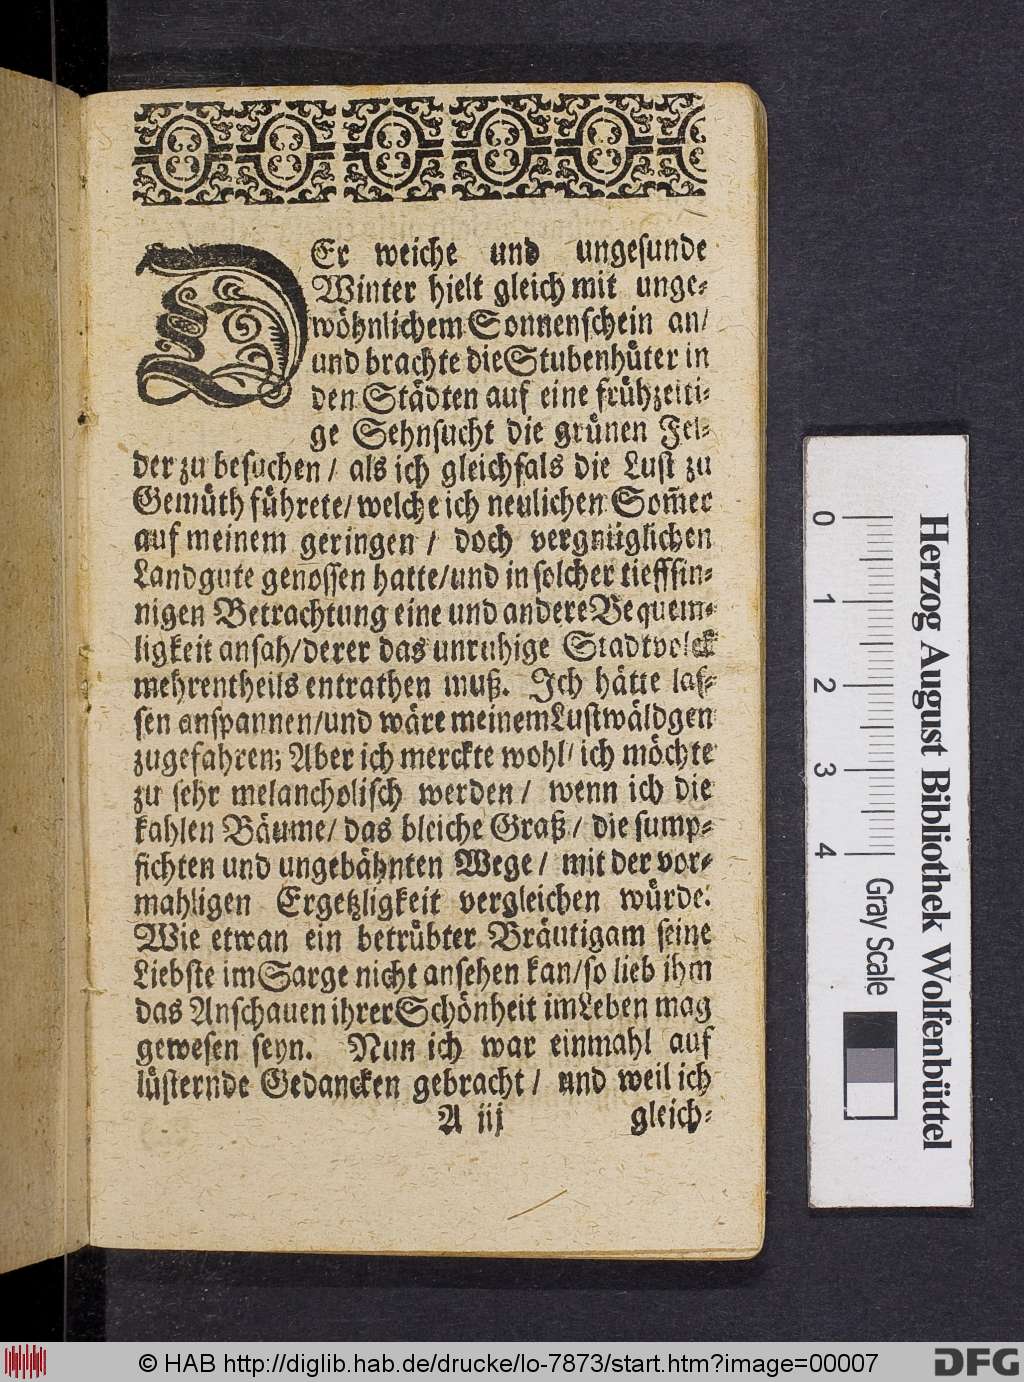 DEr weiche und ungesunde
Winter hielt gleich mit unge-
wöhnlichem Sonnenschein an/
und brachte die Stubenhüter in
den Städten auf eine frühzeiti-
ge Sehnsucht die grünen Fel-
der zu besuchen / als ich gleichfals die Lust zu
Gemüth führete/ welche ich neulichen Som̃er
auf meinem geringen / doch vergnüglichen
Landgute genossen hatte/und in solcher tieffsin-
nigen Betrachtung eine und andere Bequem-
ligkeit ansah/derer das unruhige Stadtvolck
mehrentheils entrathen muß. Ich hätte las-
sen anspannen/und wäre meinem Lustwäldgen
zugefahren; Aber ich merckte wohl/ ich möchte
zu sehr melancholisch werden / wenn ich die
kahlen Bäume/ das bleiche Graß/ die sump-
fichten und ungebähnten Wege / mit der vor-
mahligen Ergetzligkeit vergleichen würde:
Wie etwan ein betrübter Bräutigam seine
Liebste im Sarge nicht ansehen kan/so lieb ihm
das Anschauen ihrer Schönheit im Leben mag
gewesen seyn. Nun ich war einmahl auf
lüsternde Gedancken gebracht / und weil ich
A iij gleich-
Herzog August Bibliothek Wolfenbüttel
0 1 2 3 4 Gray Scale
© HAB http://diglib.hab.de/drucke/lo-7873/start.htm?image=00007
DFG